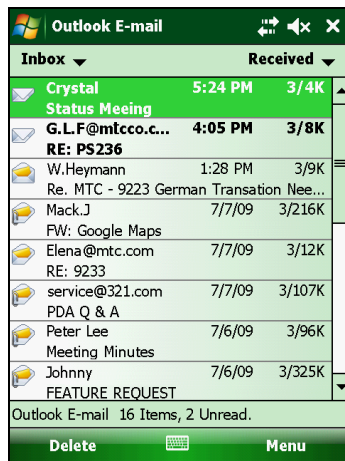 Outlook E-mail
Inbox Received
Crystal 5:24 PM 3/4K
Status Meeing
G.L.F@mtcco.c... 4:05 PM 3/8K
RE: PS236
W.Heymann 1:28 PM 3/9K
Re. MTC - 9223 German Transation Nee...
Mack.J 7/7/09 3/216K
FW: Google Maps
Elena@mtc.com 7/7/09 3/12K
RE: 9233
service@321.com 7/7/09 3/107K
PDA Q & A
Peter Lee 7/6/09 3/96K
Meeting Minutes
Johnny 7/6/09 3/325K
FEATURE REQUEST
Outlook E-mail 16 Items, 2 Unread.
Delete Menu